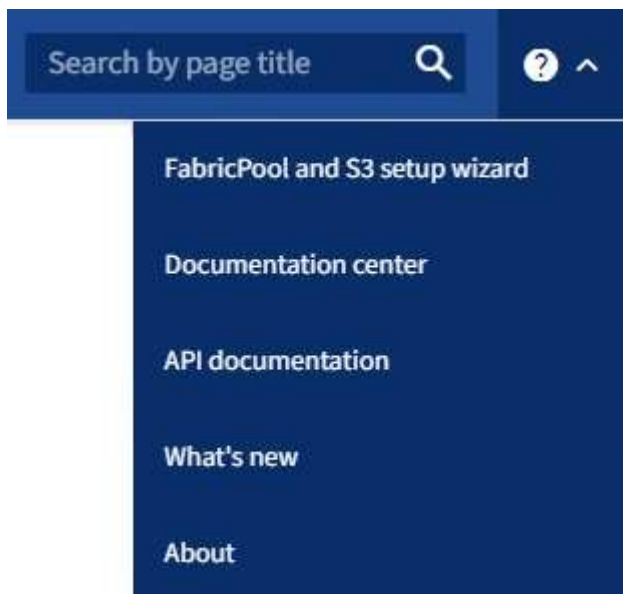 Search by page title
FabricPool and S3 setup wizard
Documentation center
API documentation
What's new
About